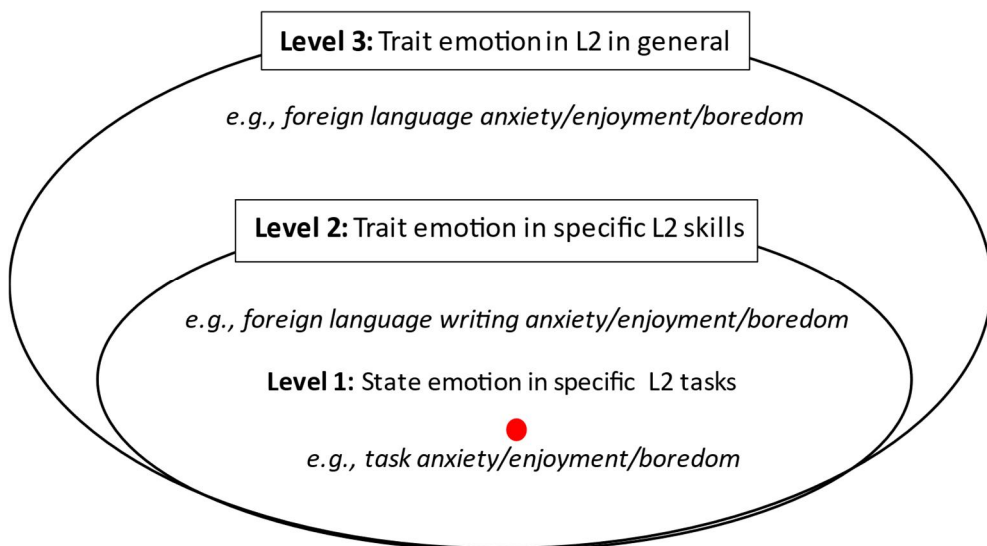 Level 3: Trait emotion in L2 in general
e.g., foreign language anxiety/enjoyment/boredom
Level 2: Trait emotion in specific L2 skills
e.g., foreign language writing anxiety/enjoyment/boredom
Level 1: State emotion in specific L2 tasks
e.g., task anxiety/enjoyment/boredom